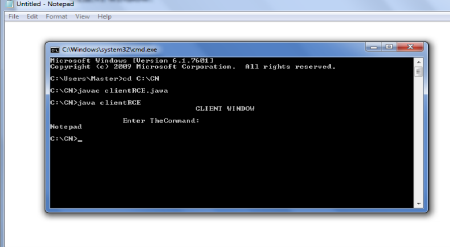 Untitled - Notepad
File Edit Format View Help
C:\Windows\system32\cmd.exe
Microsoft Windows [Version 6.1.7601]
Copyright (c) 2009 Microsoft Corporation. All rights reserved.
C:\Users\Master>cd C:\CN
C:\CN>javac clientRCE.java
C:\CN>java clientRCE
CLIENT WINDOW
Enter TheCommand:
Notepad
C:\CN>_